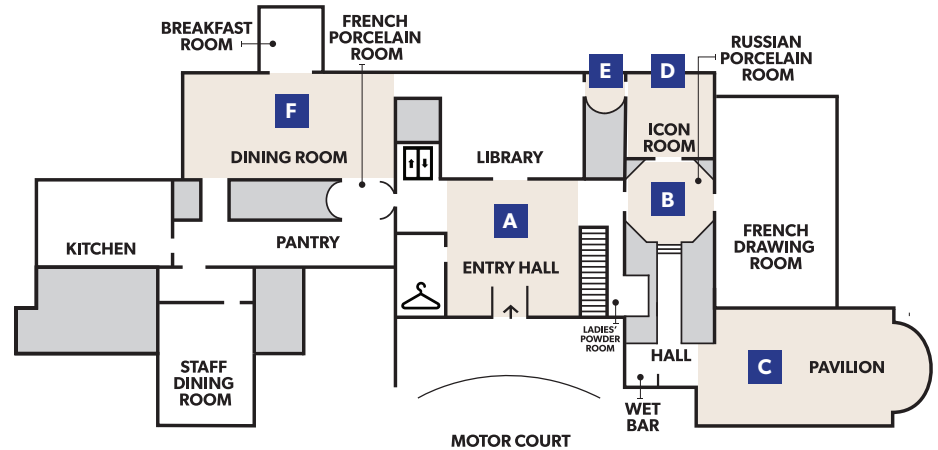 BREAKFAST
ROOM
FRENCH
PORCELAIN
ROOM
RUSSIAN
PORCELAIN
ROOM
E
D
F
ICON
ROOM
DINING ROOM
LIBRARY
B
A
KITCHEN
PANTRY
FRENCH
DRAWING
ROOM
ENTRY HALL
LADIES'
POWDER
ROOM
HALL
C
PAVILION
STAFF
DINING
ROOM
WET
BAR
MOTOR COURT